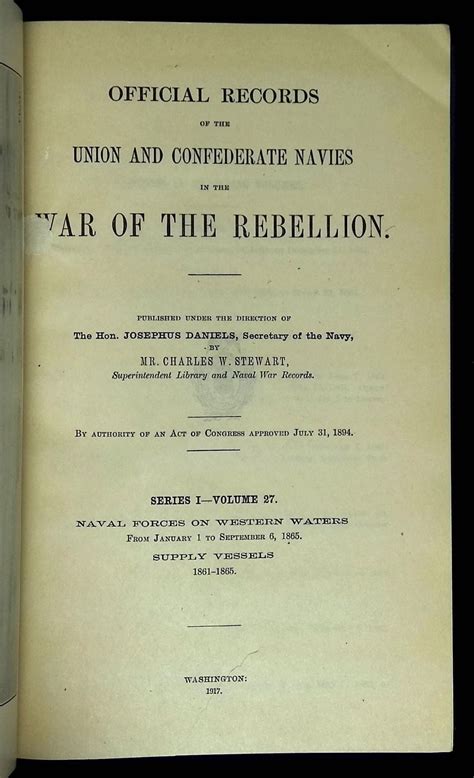 OFFICIAL RECORDS
OF THE
UNION AND CONFEDERATE NAVIES
IN THE
WAR OF THE REBELLION.
PUBLISHED UNDER THE DIRECTION OF
The Hon. JOSEPHUS DANIELS, Secretary of the Navy,
BY
MR. CHARLES W. STEWART,
Superintendent Library and Naval War Records.
BY AUTHORITY OF AN ACT OF CONGRESS APPROVED JULY 31, 1894.
SERIES I—VOLUME 27.
NAVAL FORCES ON WESTERN WATERS
FROM JANUARY 1 TO SEPTEMBER 6, 1865.
SUPPLY VESSELS
1861-1865.
WASHINGTON:
1917.